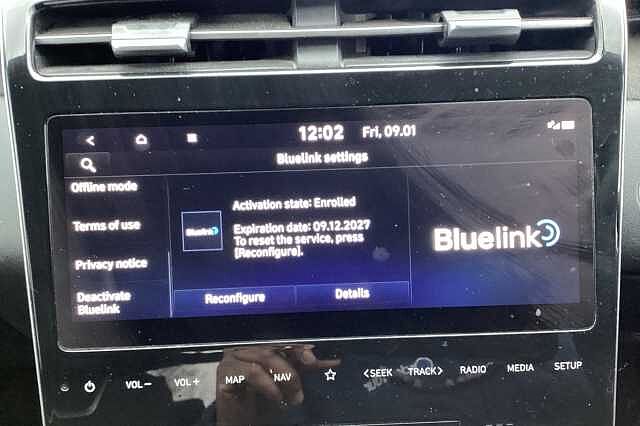 12:02 Fri, 09.01
Bluelink settings
Offline mode
Terms of use
Privacy notice
Deactivate
Bluelink
Bluelink
Activation state: Enrolled
Expiration date: 09.12.2027
To reset the service, press
[Reconfigure].
Reconfigure
Details
Bluelink
VOL− VOL+ MAP NAV <SEEK TRACK> RADIO MEDIA SETUP